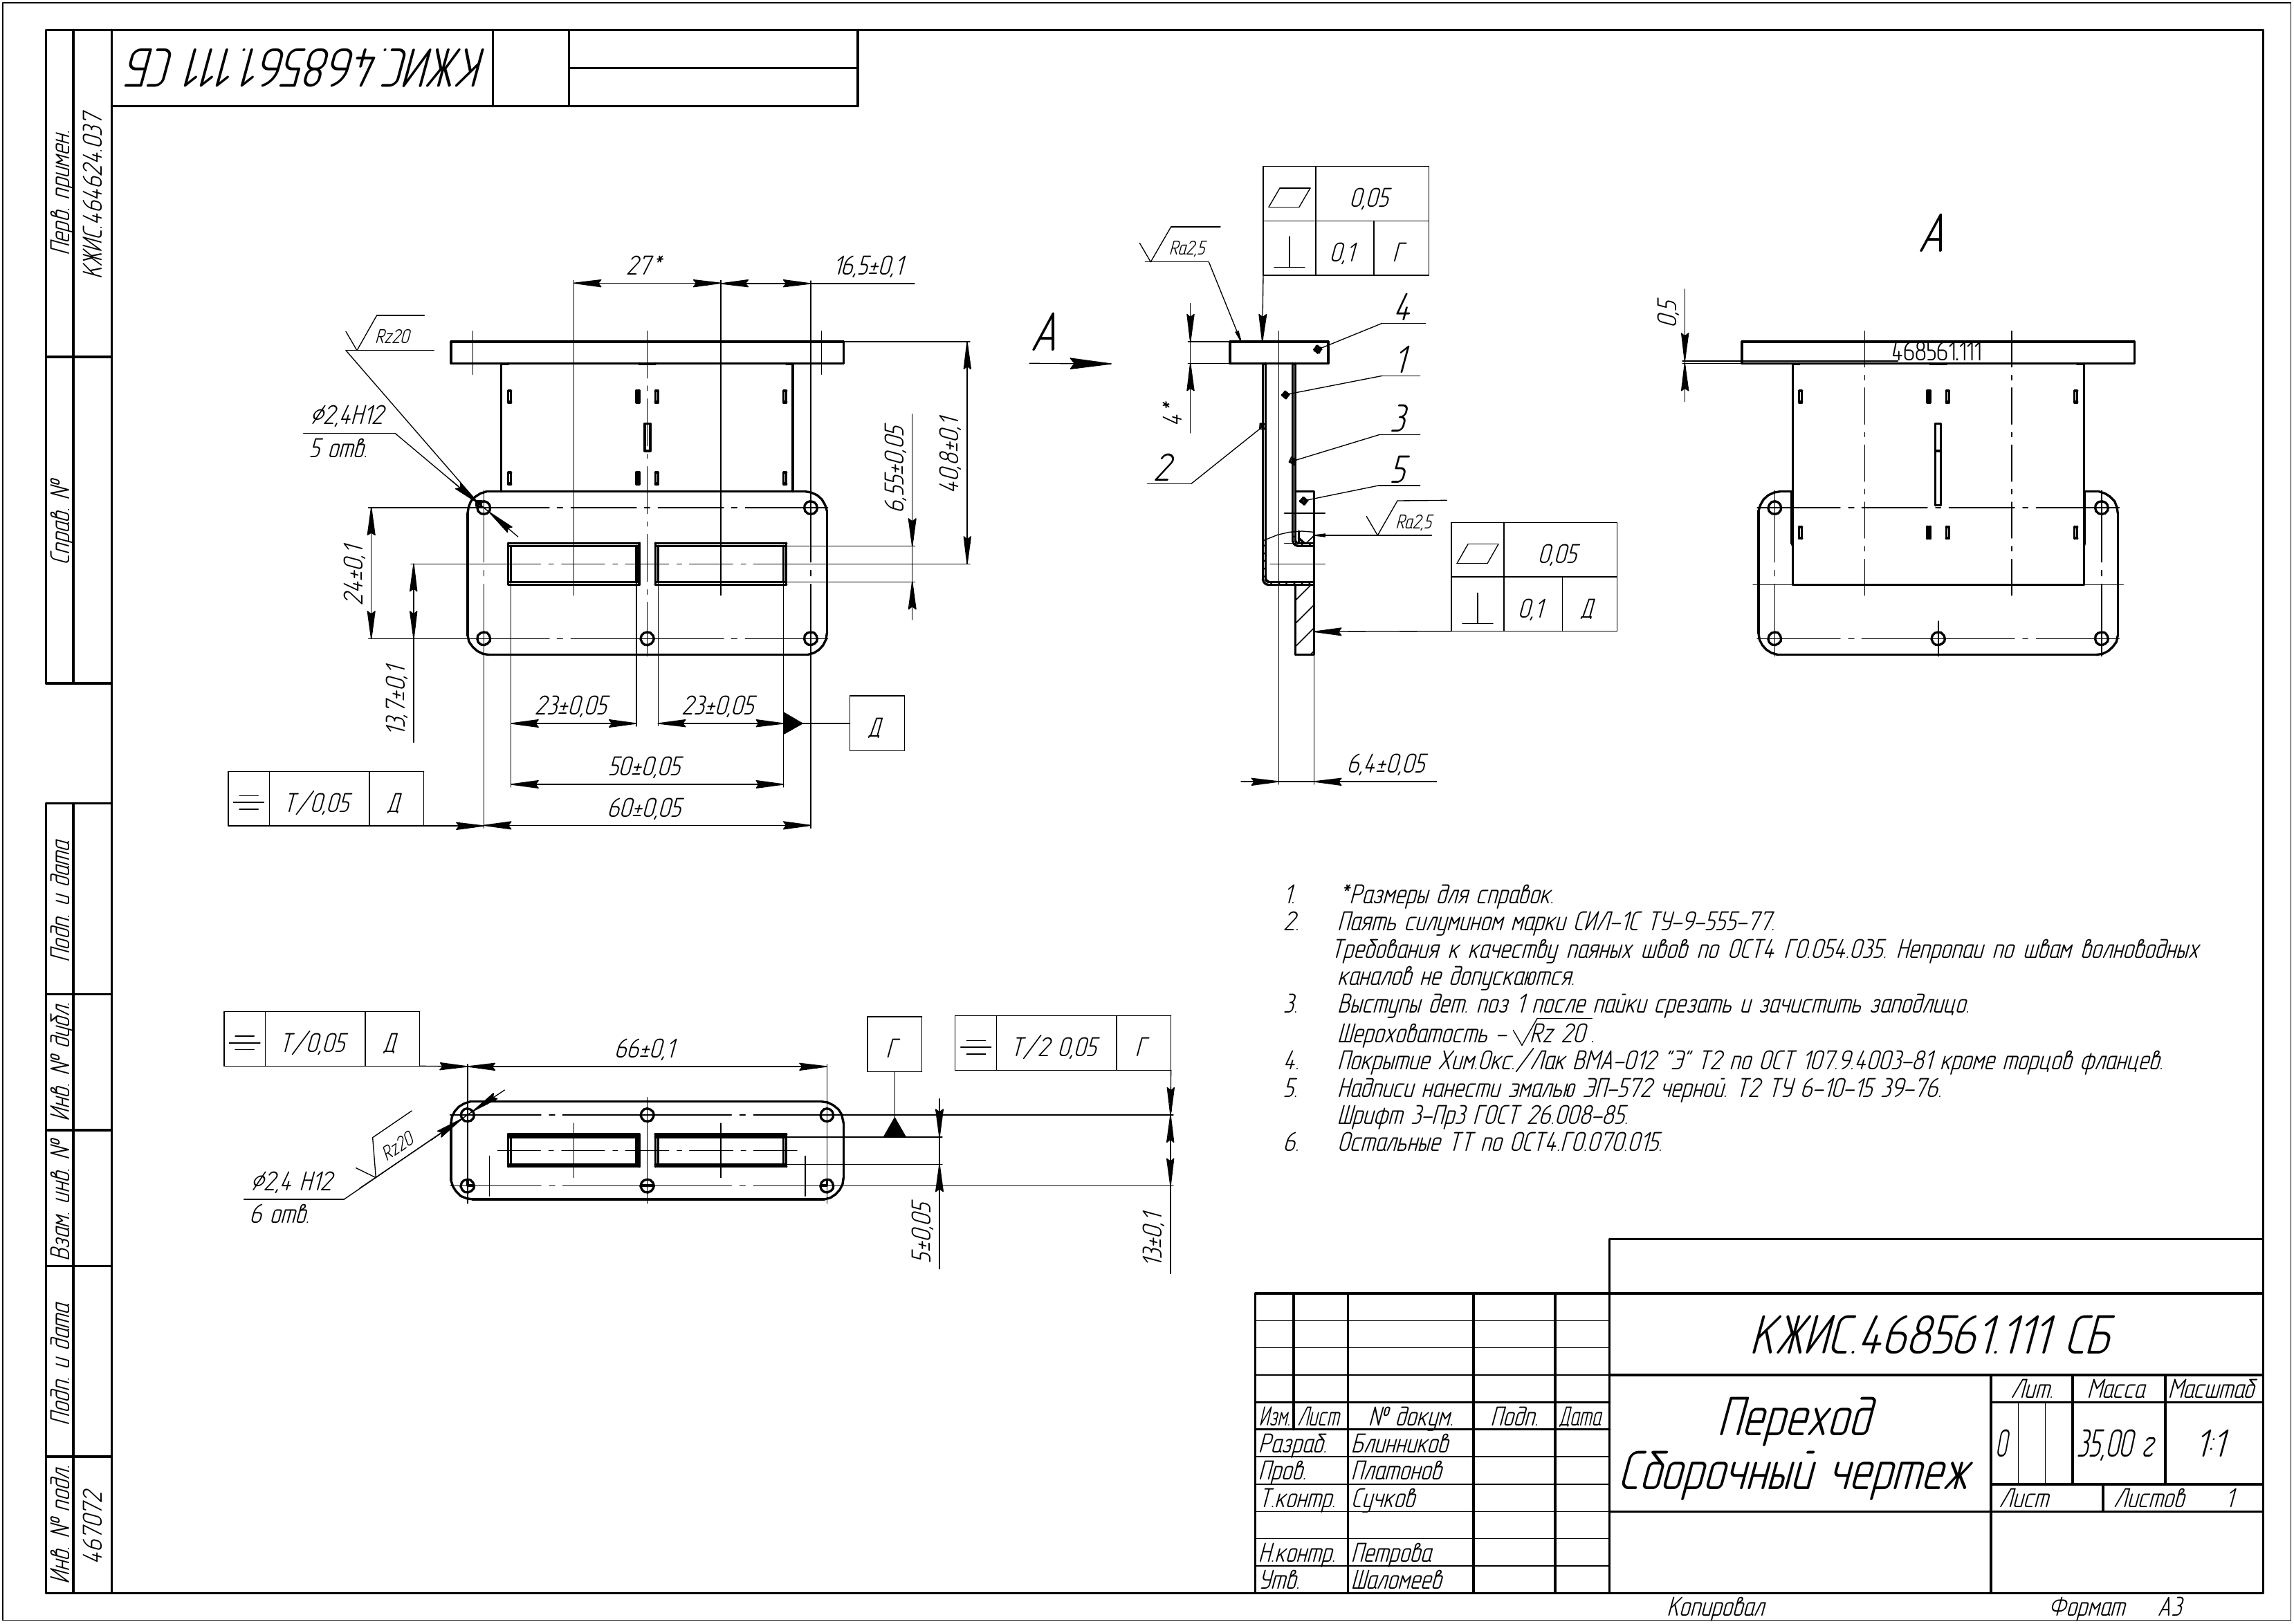 КЖИС.468561.111 СБ
Перв. примен.
КЖИС.464624.037
Справ. №
Подп. и дата
Инв. № дубл.
Взам. инв. №
Подп. и дата
Инв. № подл.
467072
27*
16,5±0,1
Rz20
⌀2,4H12
5 отв.
24±0,1
13,7±0,1
6,55±0,05
40,8±0,1
23±0,05
23±0,05
Д
50±0,05
60±0,05
Т/0,05 Д
А
0,05
0,1 Г
Ra2,5
4*
4
1
3
2
5
Ra2,5
0,05
0,1 Д
6,4±0,05
А
0,5
468561.111
Т/0,05 Д
66±0,1
Г
Т/2 0,05 Г
Rz20
⌀2,4 H12
6 отв.
5±0,05
13±0,1
1. *Размеры для справок.
2. Паять силумином марки СИЛ-1С ТУ-9-555-77.
Требования к качеству паяных швов по ОСТ4 ГО.054.035. Непропаи по швам волноводных
каналов не допускаются.
3. Выступы дет. поз 1 после пайки срезать и зачистить заподлицо.
Шероховатость - √Rz 20 .
4. Покрытие Хим.Окс./Лак ВМА-012 "Э" Т2 по ОСТ 107.9.4003-81 кроме торцов фланцев.
5. Надписи нанести эмалью ЭП-572 черной. Т2 ТУ 6-10-15 39-76.
Шрифт 3-Пр3 ГОСТ 26.008-85.
6. Остальные ТТ по ОСТ4.ГО.070.015.
КЖИС.468561.111 СБ
Переход
Сборочный чертеж
Лит. Масса Масштаб
0 35,00 г 1:1
Лист Листов 1
Изм. Лист № докум. Подп. Дата
Разраб. Блинников
Пров. Платонов
Т.контр. Сучков
Н.контр. Петрова
Утв. Шаломеев
Копировал Формат А3